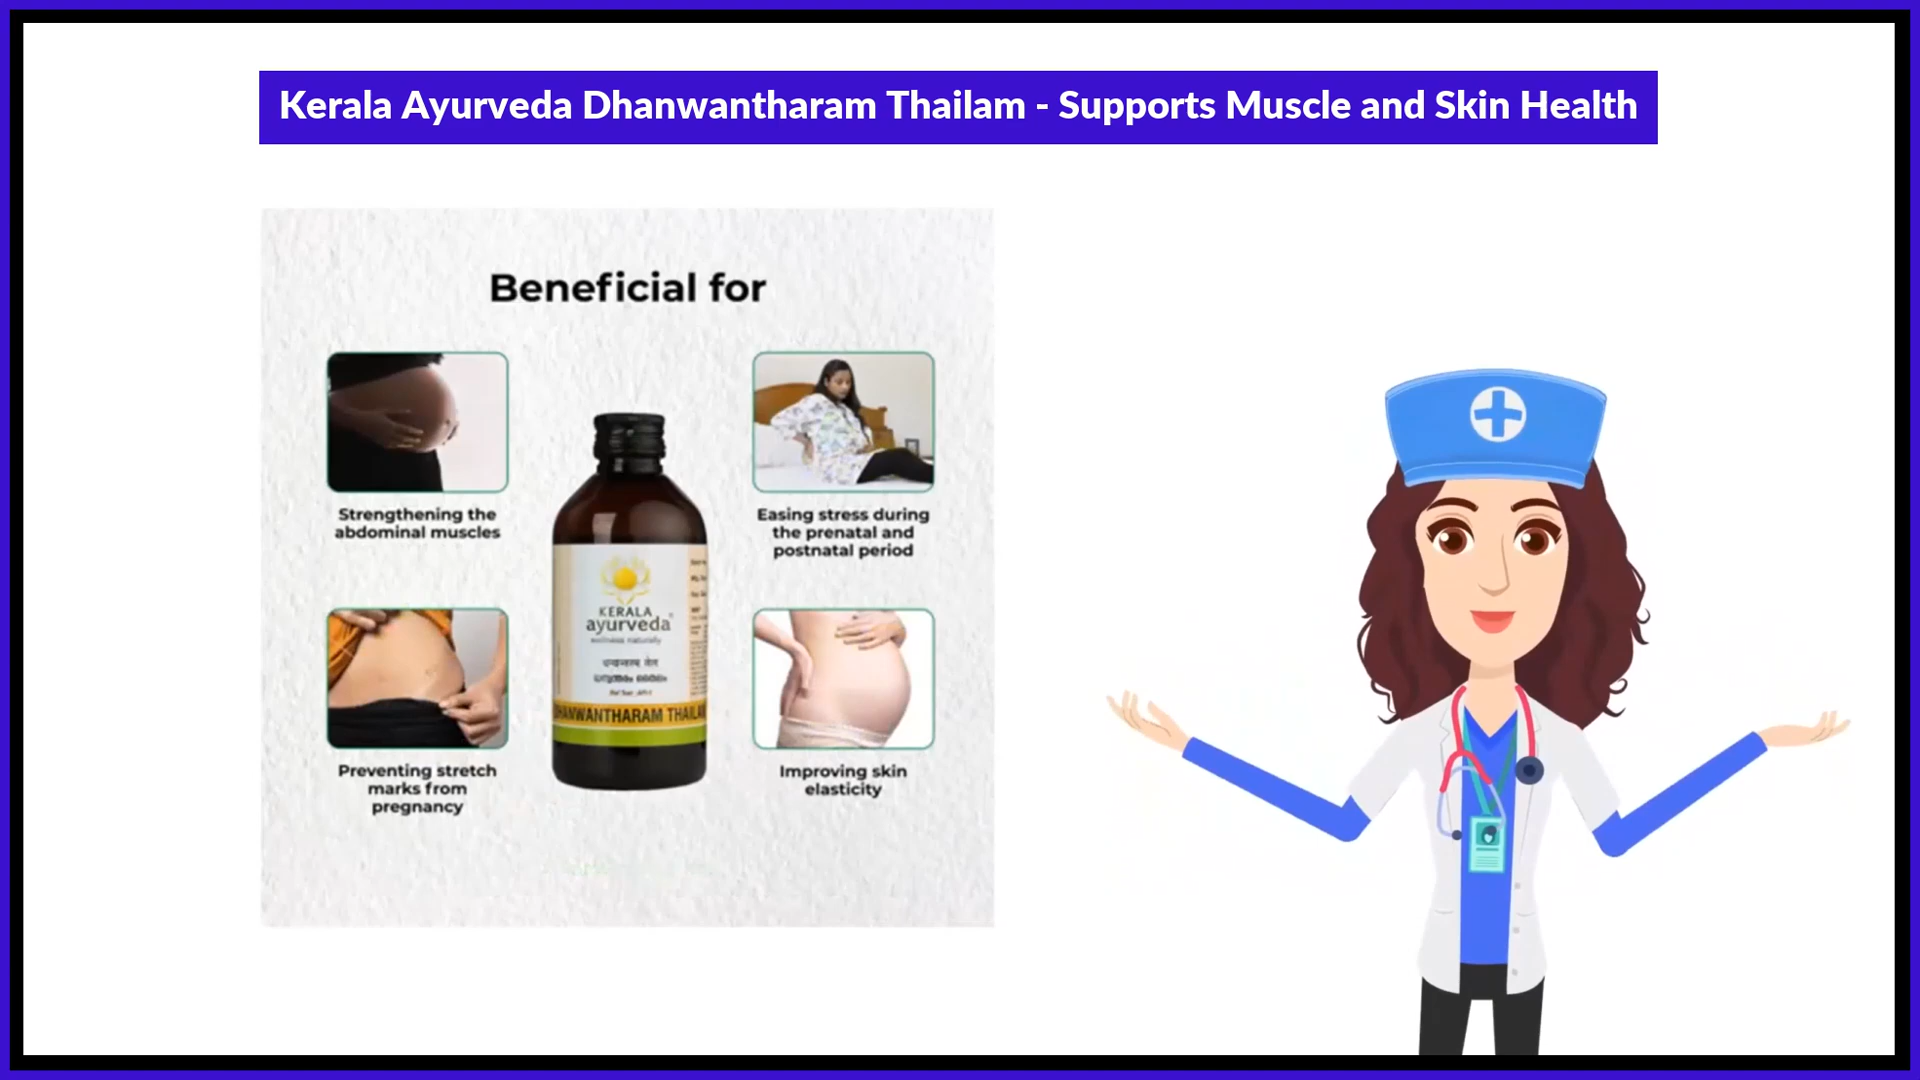 Kerala Ayurveda Dhanwantharam Thailam - Supports Muscle and Skin Health
Beneficial for
Strengthening the
abdominal muscles
Easing stress during
the prenatal and
postnatal period
KERALA
ayurveda
wellness naturally
DHANWANTHARAM THAILA
Preventing stretch
marks from
pregnancy
Improving skin
elasticity